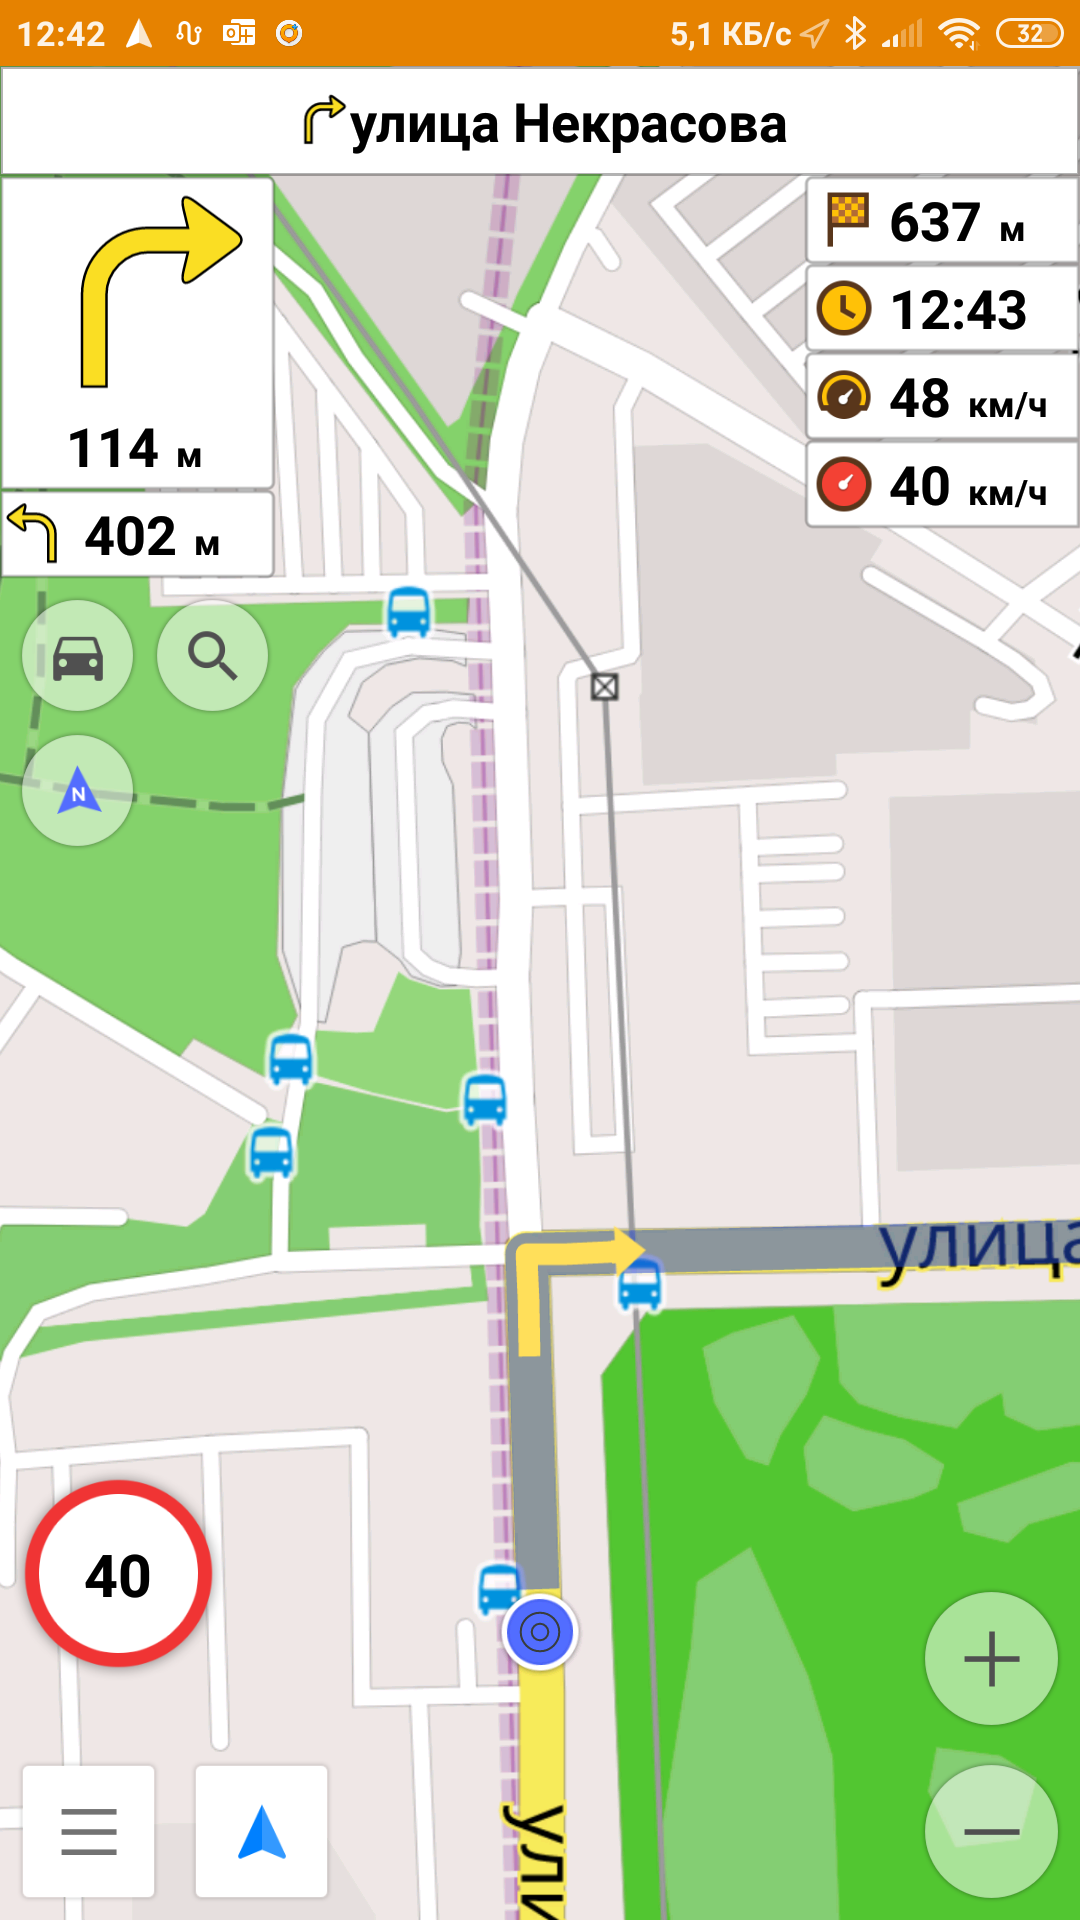 12:42 5,1 КБ/с 32
улица Некрасова
114 м
402 м
637 м
12:43
48 км/ч
40 км/ч
N
улица
40
ули